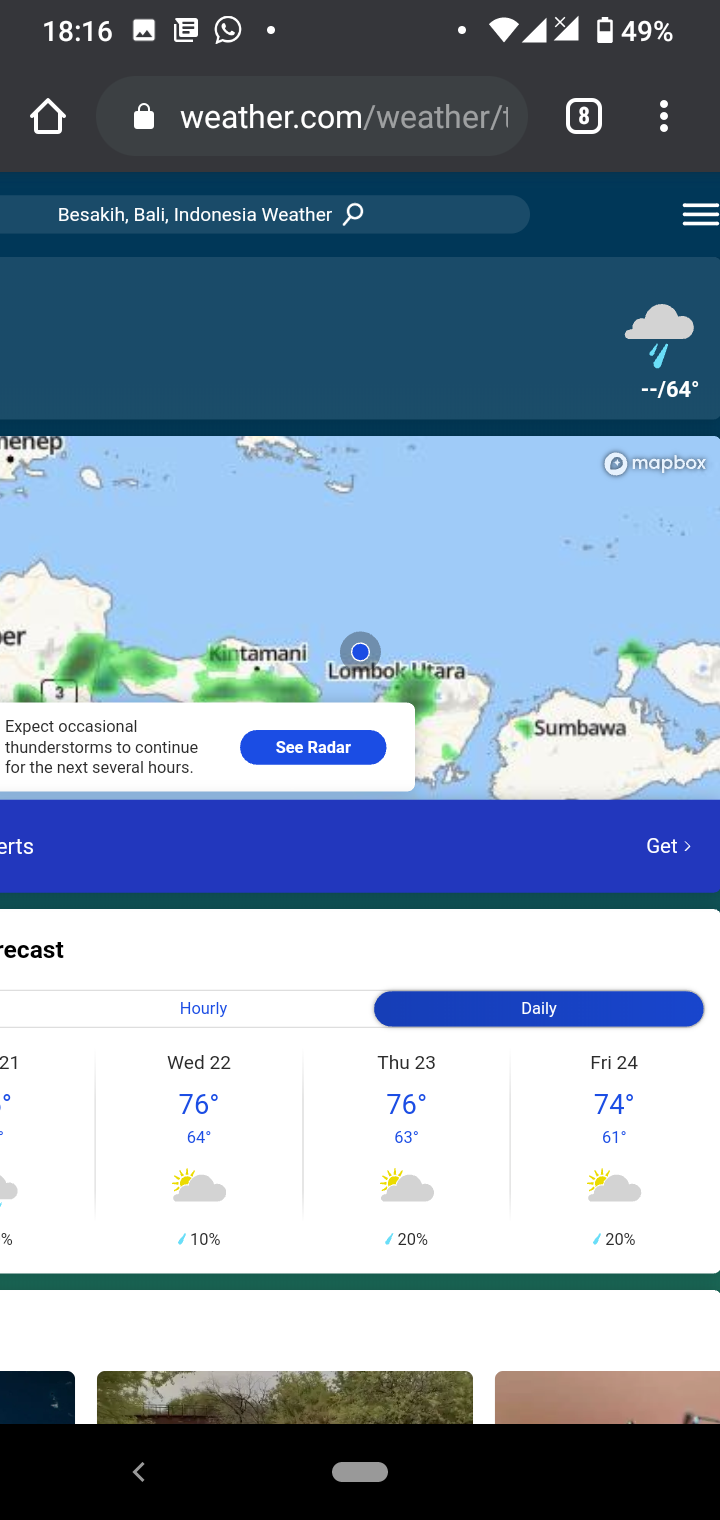 18:16
49%
weather.com/weather/t
8
Besakih, Bali, Indonesia Weather
--/64°
nenep
mapbox
per
Kintamani
Lombok Utara
3
Sumbawa
Expect occasional
thunderstorms to continue
for the next several hours.
See Radar
erts
Get >
recast
Hourly
Daily
21
Wed 22
Thu 23
Fri 24
76°
76°
74°
64°
63°
61°
%
10%
20%
20%